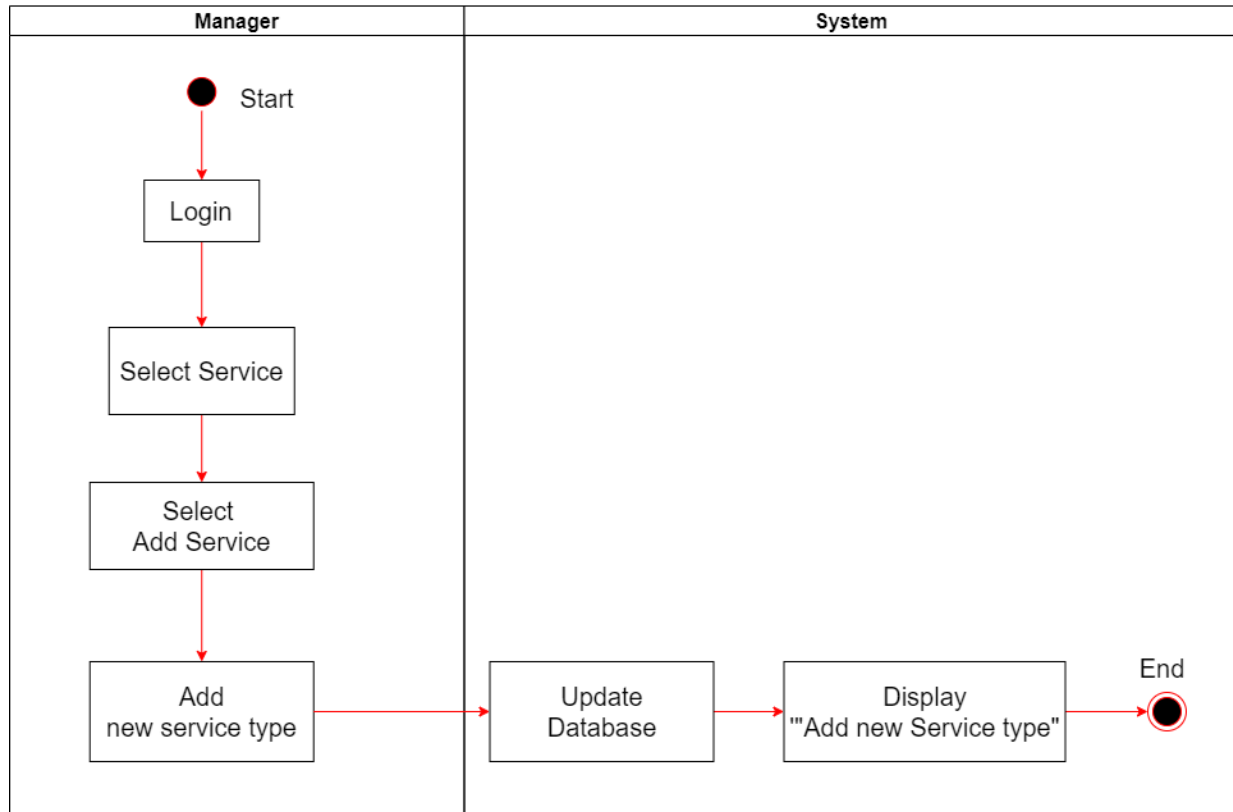 Manager
System
Start
Login
Select Service
Select
Add Service
Add
new service type
Update
Database
Display
'"Add new Service type"
End